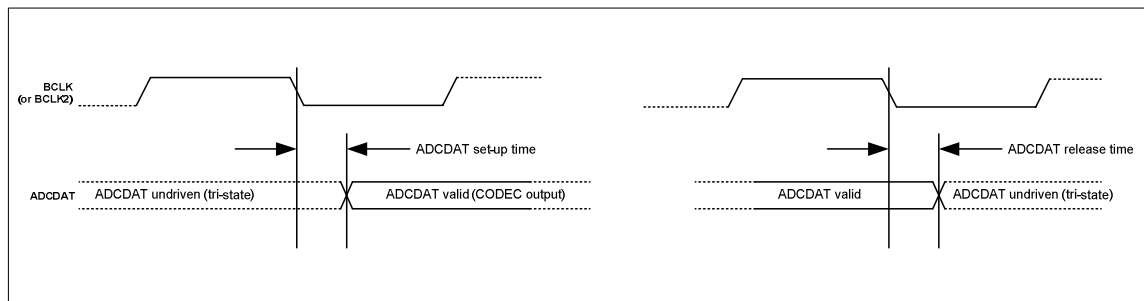 BCLK
(or BCLK2)
ADCDAT set-up time
ADCDAT release time
ADCDAT
ADCDAT undriven (tri-state)
ADCDAT valid (CODEC output)
ADCDAT valid
ADCDAT undriven (tri-state)